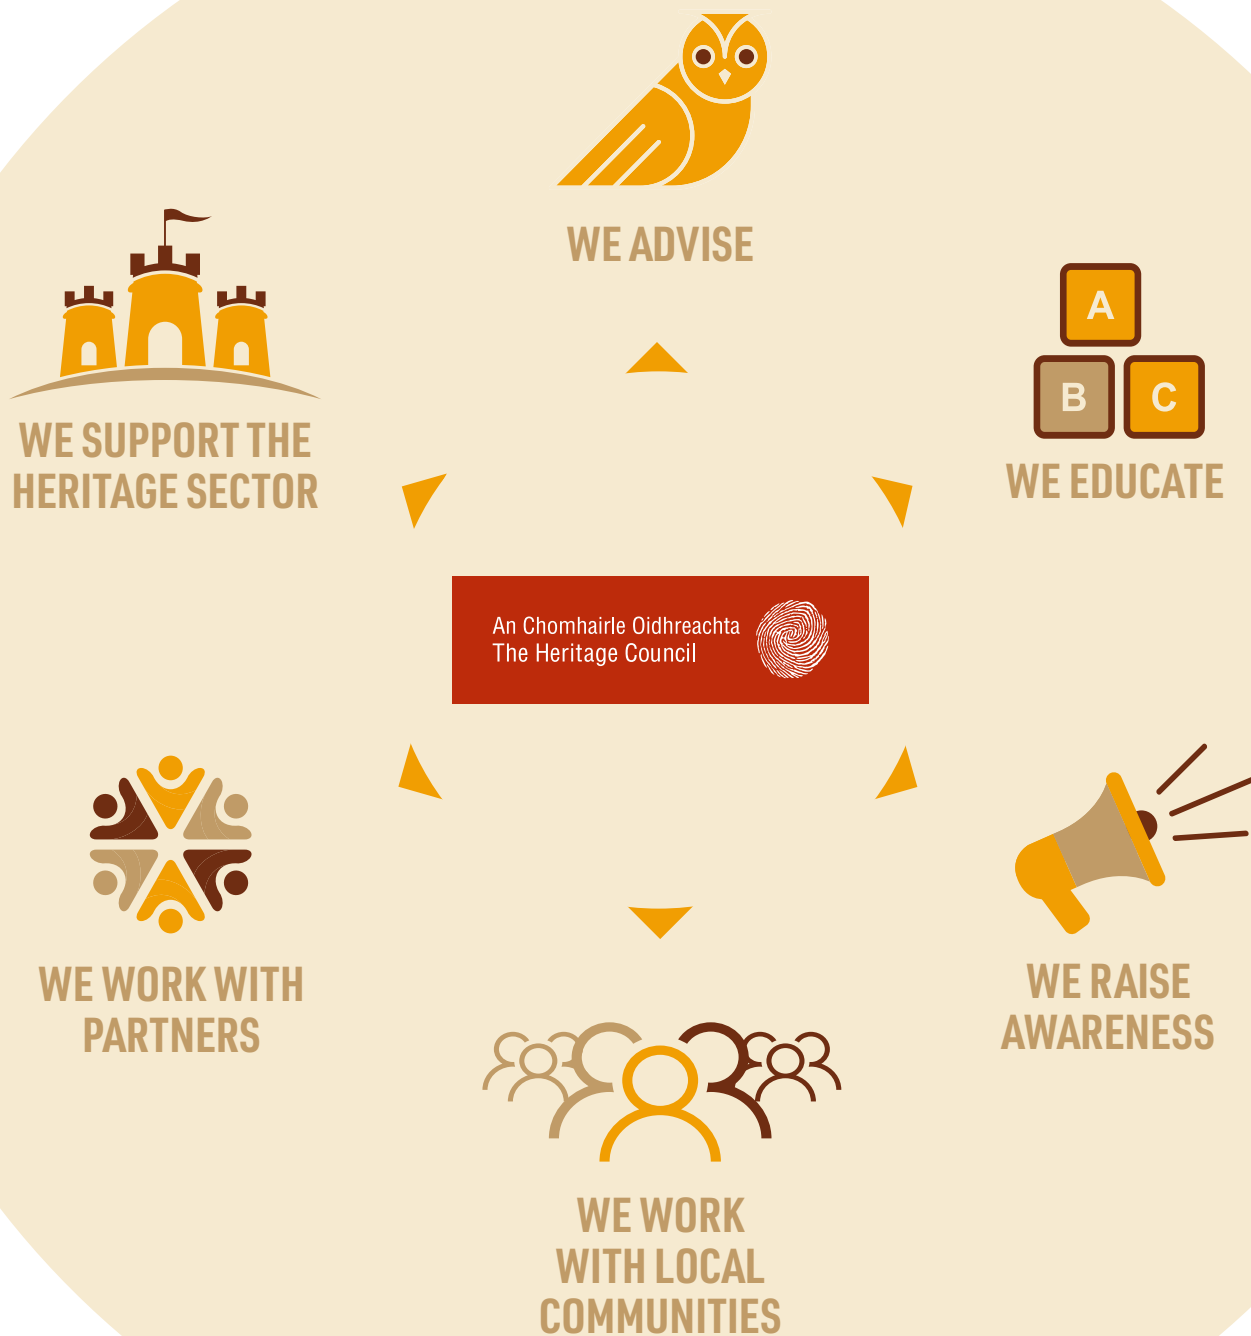 WE ADVISE
A
B C
WE EDUCATE
WE SUPPORT THE
HERITAGE SECTOR
An Chomhairle Oidhreachta
The Heritage Council
WE WORK WITH
PARTNERS
WE RAISE
AWARENESS
WE WORK
WITH LOCAL
COMMUNITIES